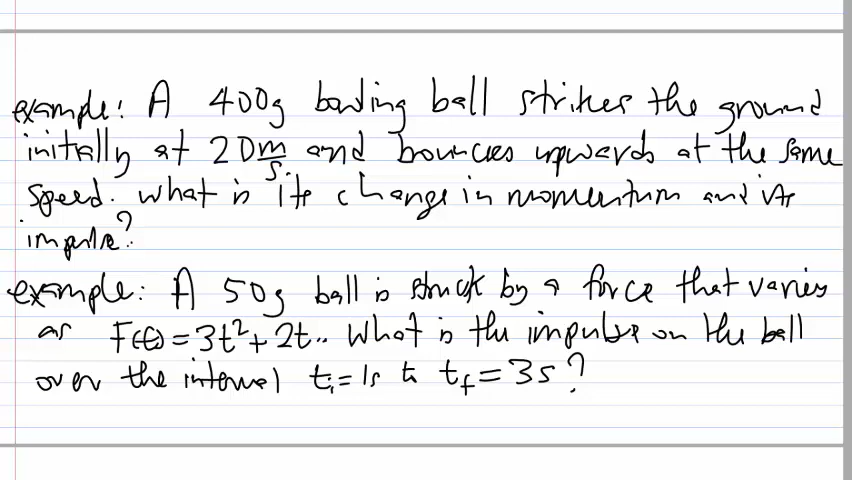 example: A 400g bowling ball strikes the ground
initially at 20 m/s. and bounces upwards at the same
speed. What is its change in momentum and its
impulse?
example: A 50g ball is struck by a force that varies
as F(t) = 3t² + 2t.. What is the impulse on the ball
over the interval tᵢ = 1s to t_f = 3s?